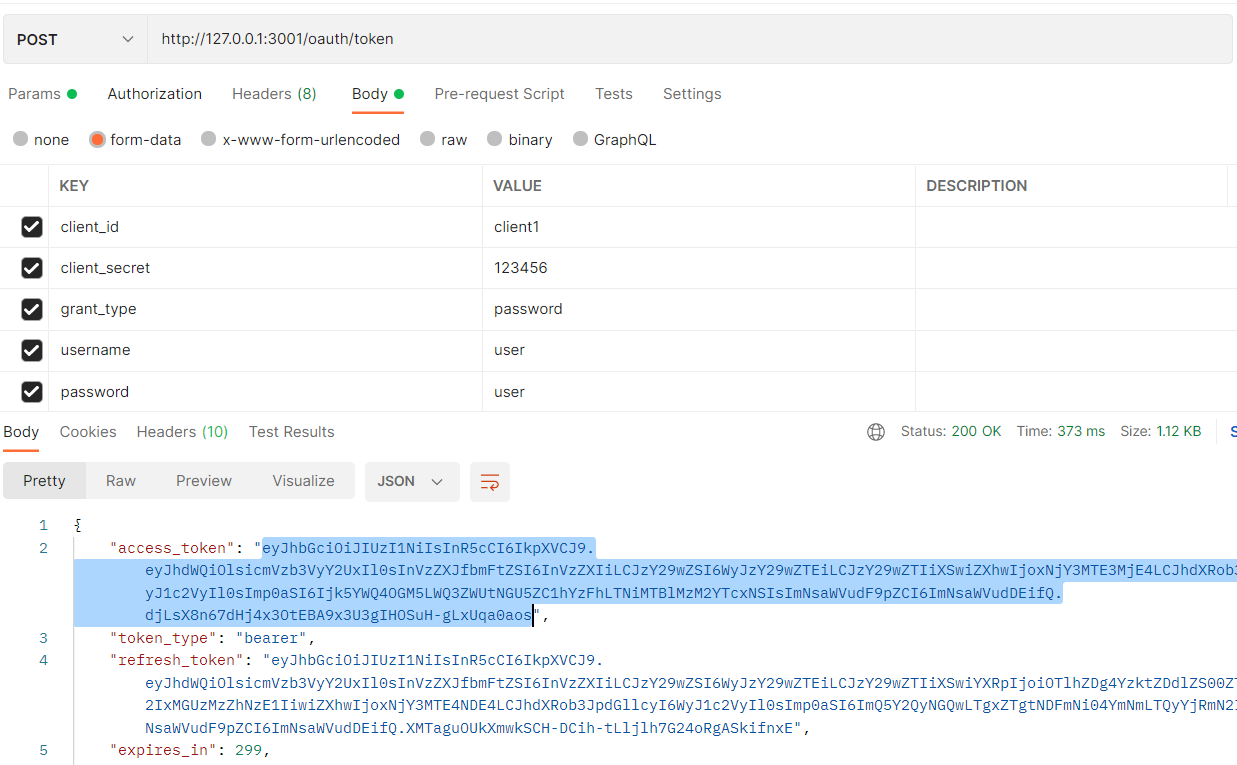 POST http://127.0.0.1:3001/oauth/token
Params Authorization Headers (8) Body Pre-request Script Tests Settings
none form-data x-www-form-urlencoded raw binary GraphQL
KEY VALUE DESCRIPTION
client_id client1
client_secret 123456
grant_type password
username user
password user
Body Cookies Headers (10) Test Results Status: 200 OK Time: 373 ms Size: 1.12 KB
Pretty Raw Preview Visualize JSON
1 {
2 "access_token": "eyJhbGciOiJIUzI1NiIsInR5cCI6IkpXVCJ9.
eyJhdWQiOlsicmVzb3VyY2UxIl0sInVzZXJfbmFtZSI6InVzZXIiLCJzY29wZSI6WyJzY29wZTEiLCJzY29wZTIiXSwiZXhwIjoxNjY3MTE3MjE4LCJhdXRob3
yJ1c2VyIl0sImp0aSI6Ijk5YWQ4OGM5LWQ3ZWUtNGU5ZC1hYzFhLTNiMTBlMzM2YTcxNSIsImNsaWVudF9pZCI6ImNsaWVudDEifQ.
djLsX8n67dHj4x3OtEBA9x3U3gIHOSuH-gLxUqa0aos",
3 "token_type": "bearer",
4 "refresh_token": "eyJhbGciOiJIUzI1NiIsInR5cCI6IkpXVCJ9.
eyJhdWQiOlsicmVzb3VyY2UxIl0sInVzZXJfbmFtZSI6InVzZXIiLCJzY29wZSI6WyJzY29wZTEiLCJzY29wZTIiXSwiYXRpIjoiOTlhZDg4YzktZDdlZS00ZT
2IxMGUzMzZhNzE1IiwiZXhwIjoxNjY3MTE4NDE4LCJhdXRob3JpdGllcyI6WyJ1c2VyIl0sImp0aSI6ImQ5Y2QyNGQwLTgxZTgtNDFmNi04YmNmLTQyYjRmN2
NsaWVudF9pZCI6ImNsaWVudDEifQ.XMTaguOUkXmwkSCH-DCih-tLljlh7G24oRgASkifnxE",
5 "expires_in": 299,